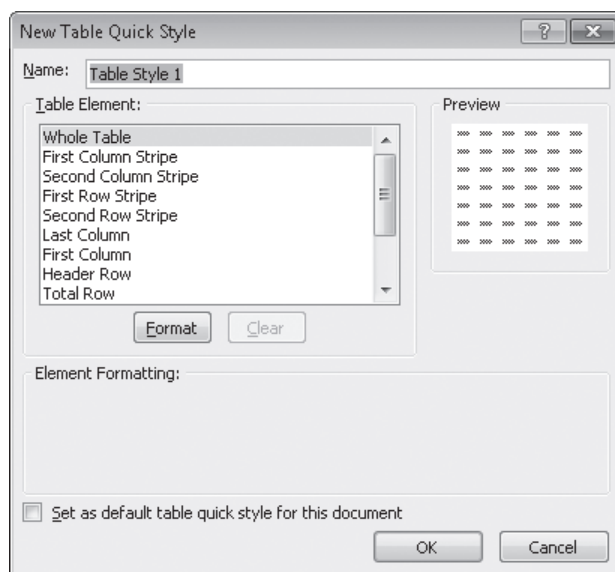 New Table Quick Style
Name: Table Style 1
Table Element:
Whole Table
First Column Stripe
Second Column Stripe
First Row Stripe
Second Row Stripe
Last Column
First Column
Header Row
Total Row
Format Clear
Preview
Element Formatting:
Set as default table quick style for this document
OK Cancel